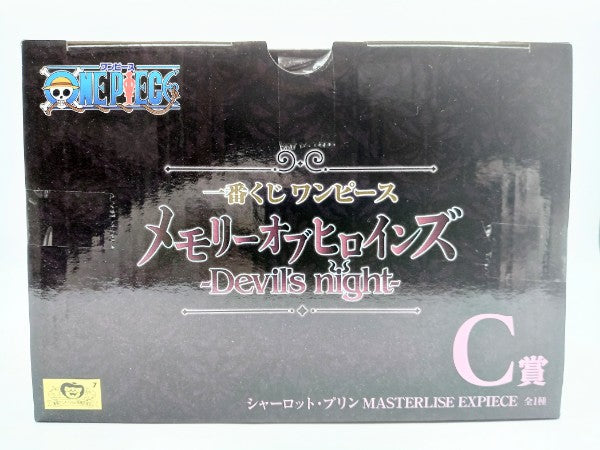 ワンピース
ONE PIECE
一番くじ ワンピース
メモリーオブヒロインズ
-Devil's night-
C賞
シャーロット・プリン MASTERLISE EXPIECE 全1種
7